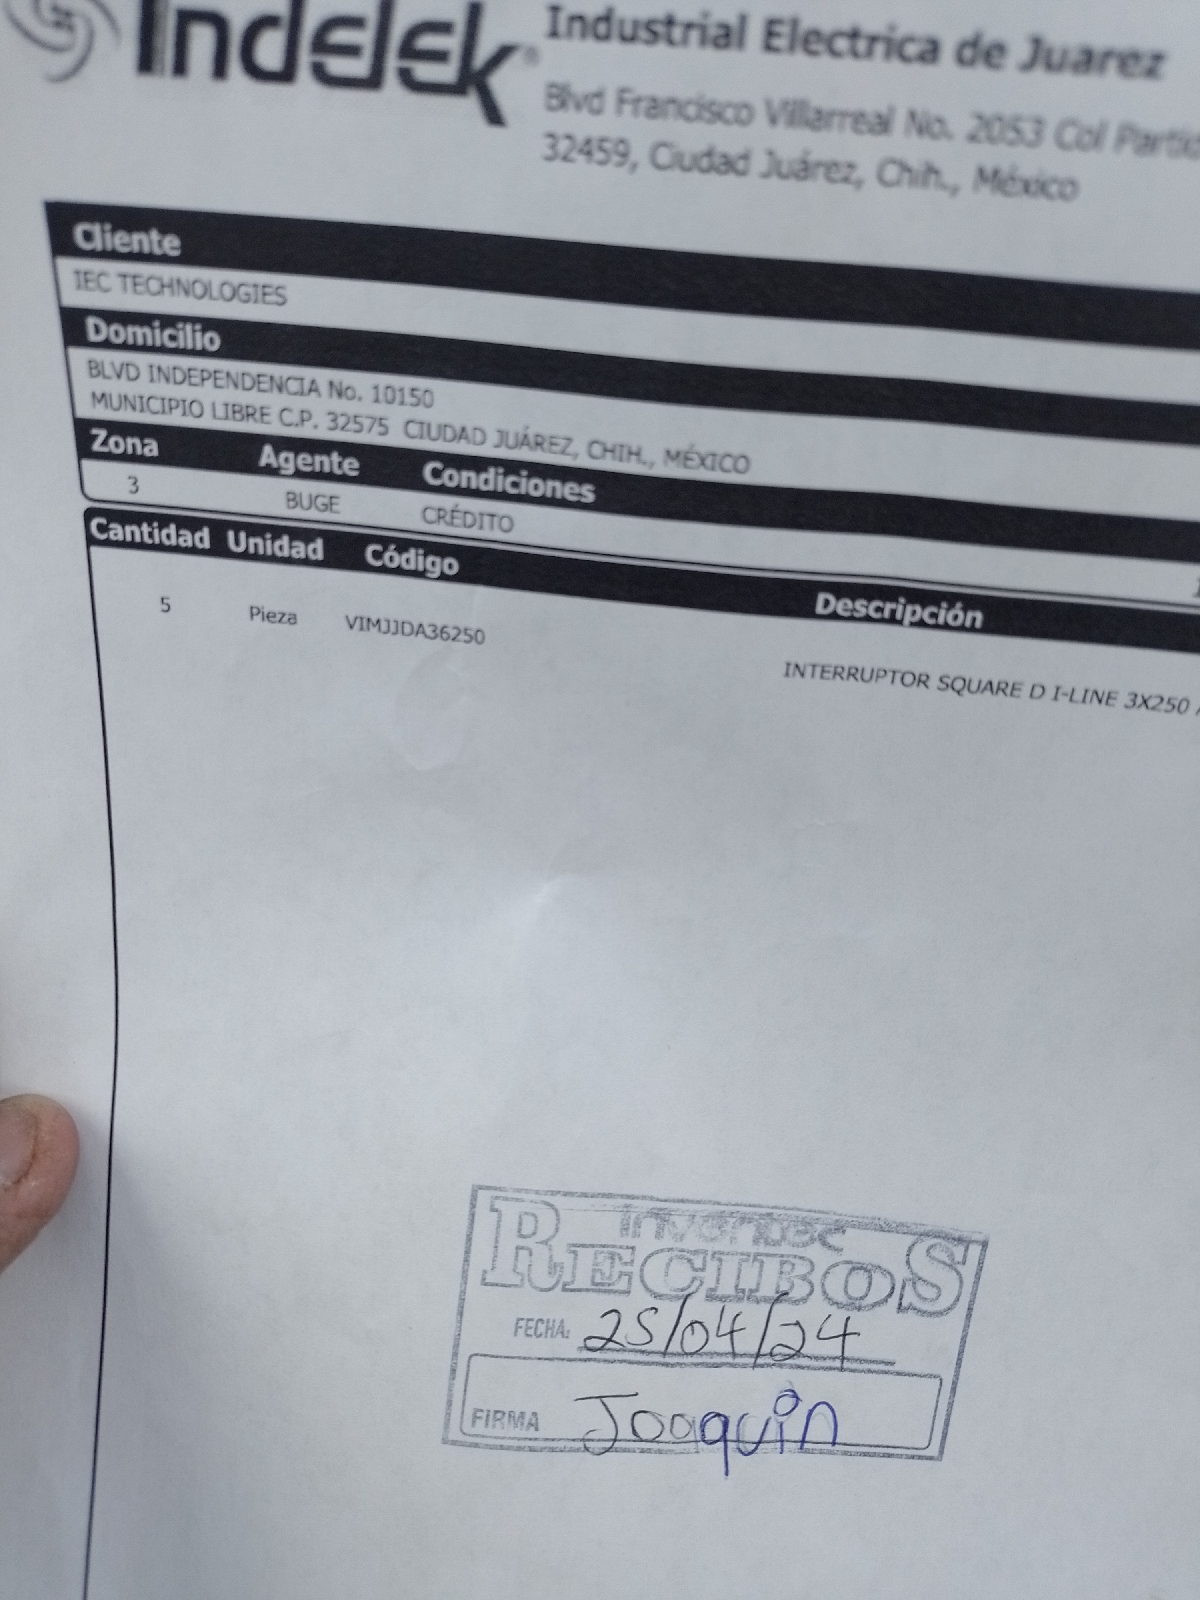 Indelek®
Industrial Electrica de Juarez
Blvd Francisco Villarreal No. 2053 Col Partid
32459, Ciudad Juárez, Chih., México
Cliente
IEC TECHNOLOGIES
Domicilio
BLVD INDEPENDENCIA No. 10150
MUNICIPIO LIBRE C.P. 32575 CIUDAD JUÁREZ, CHIH., MÉXICO
Zona Agente Condiciones
3 BUGE CRÉDITO
Cantidad Unidad Código Descripción
5 Pieza VIMJJDA36250 INTERRUPTOR SQUARE D I-LINE 3X250
inventec
RECIBOS
FECHA: 25/04/24
FIRMA Joaquin